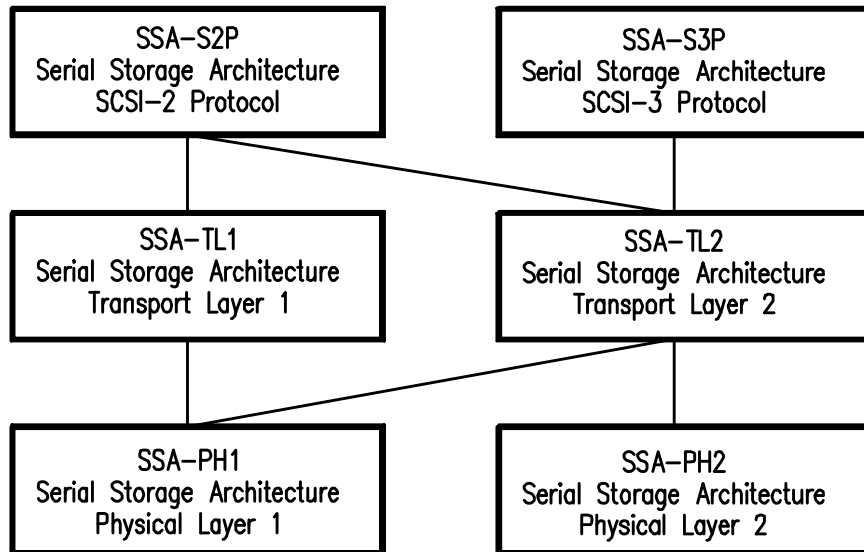 SSA-S2P
Serial Storage Architecture
SCSI-2 Protocol
SSA-S3P
Serial Storage Architecture
SCSI-3 Protocol
SSA-TL1
Serial Storage Architecture
Transport Layer 1
SSA-TL2
Serial Storage Architecture
Transport Layer 2
SSA-PH1
Serial Storage Architecture
Physical Layer 1
SSA-PH2
Serial Storage Architecture
Physical Layer 2